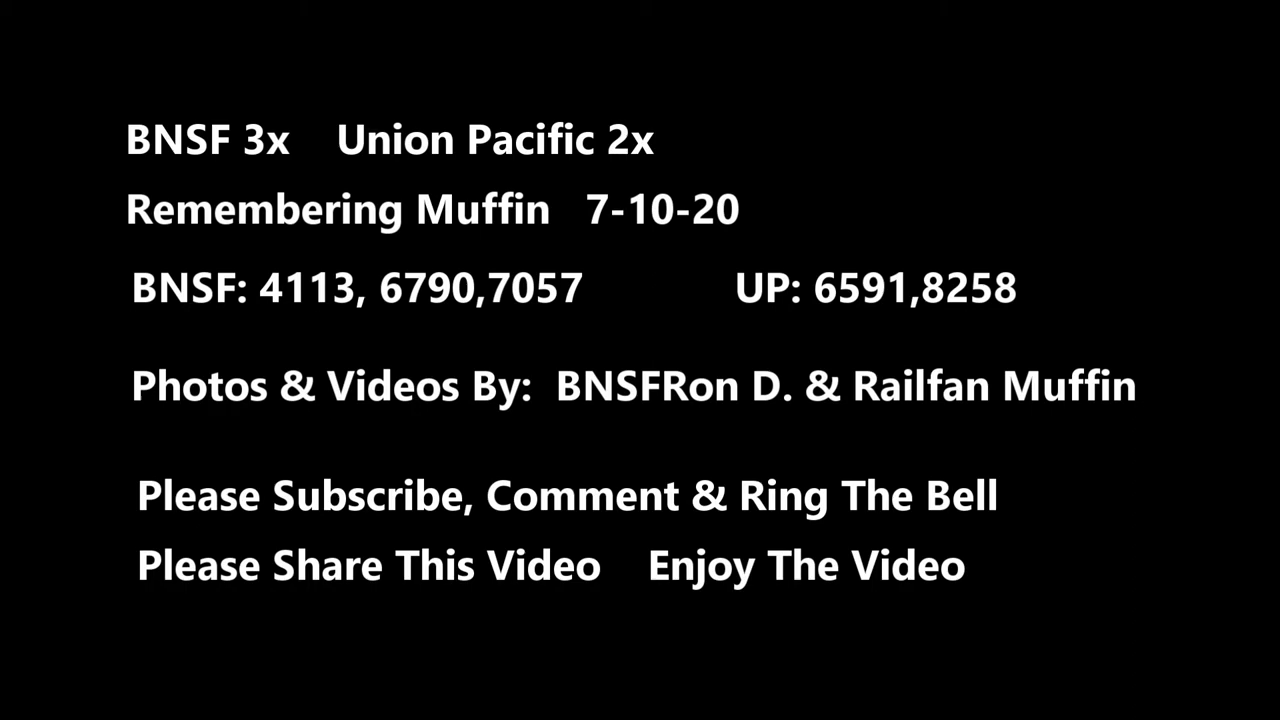 BNSF 3x    Union Pacific 2x
Remembering Muffin   7-10-20
BNSF: 4113, 6790,7057    UP: 6591,8258
Photos & Videos By:  BNSFRon D. & Railfan Muffin
Please Subscribe, Comment & Ring The Bell
Please Share This Video    Enjoy The Video